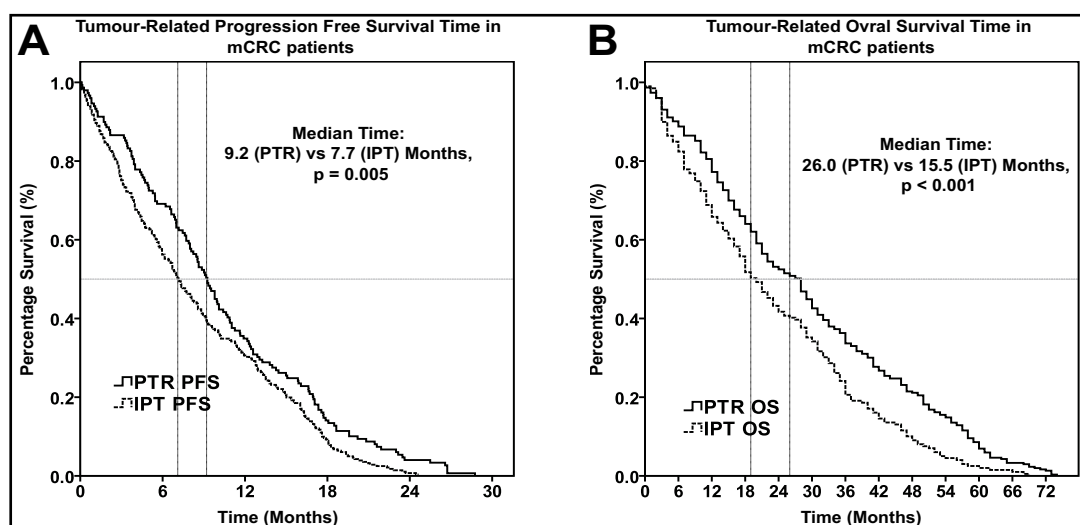 A
Tumour-Related Progression Free Survival Time in
mCRC patients
Percentage Survival (%)
1.0
0.8
0.6
0.4
0.2
0.0
Median Time:
9.2 (PTR) vs 7.7 (IPT) Months,
p = 0.005
PTR PFS
IPT PFS
0 6 12 18 24 30
Time (Months)
B
Tumour-Related Ovral Survival Time in
mCRC patients
Percentage Survival (%)
1.0
0.8
0.6
0.4
0.2
0.0
Median Time:
26.0 (PTR) vs 15.5 (IPT) Months,
p < 0.001
PTR OS
IPT OS
0 6 12 18 24 30 36 42 48 54 60 66 72
Time (Months)